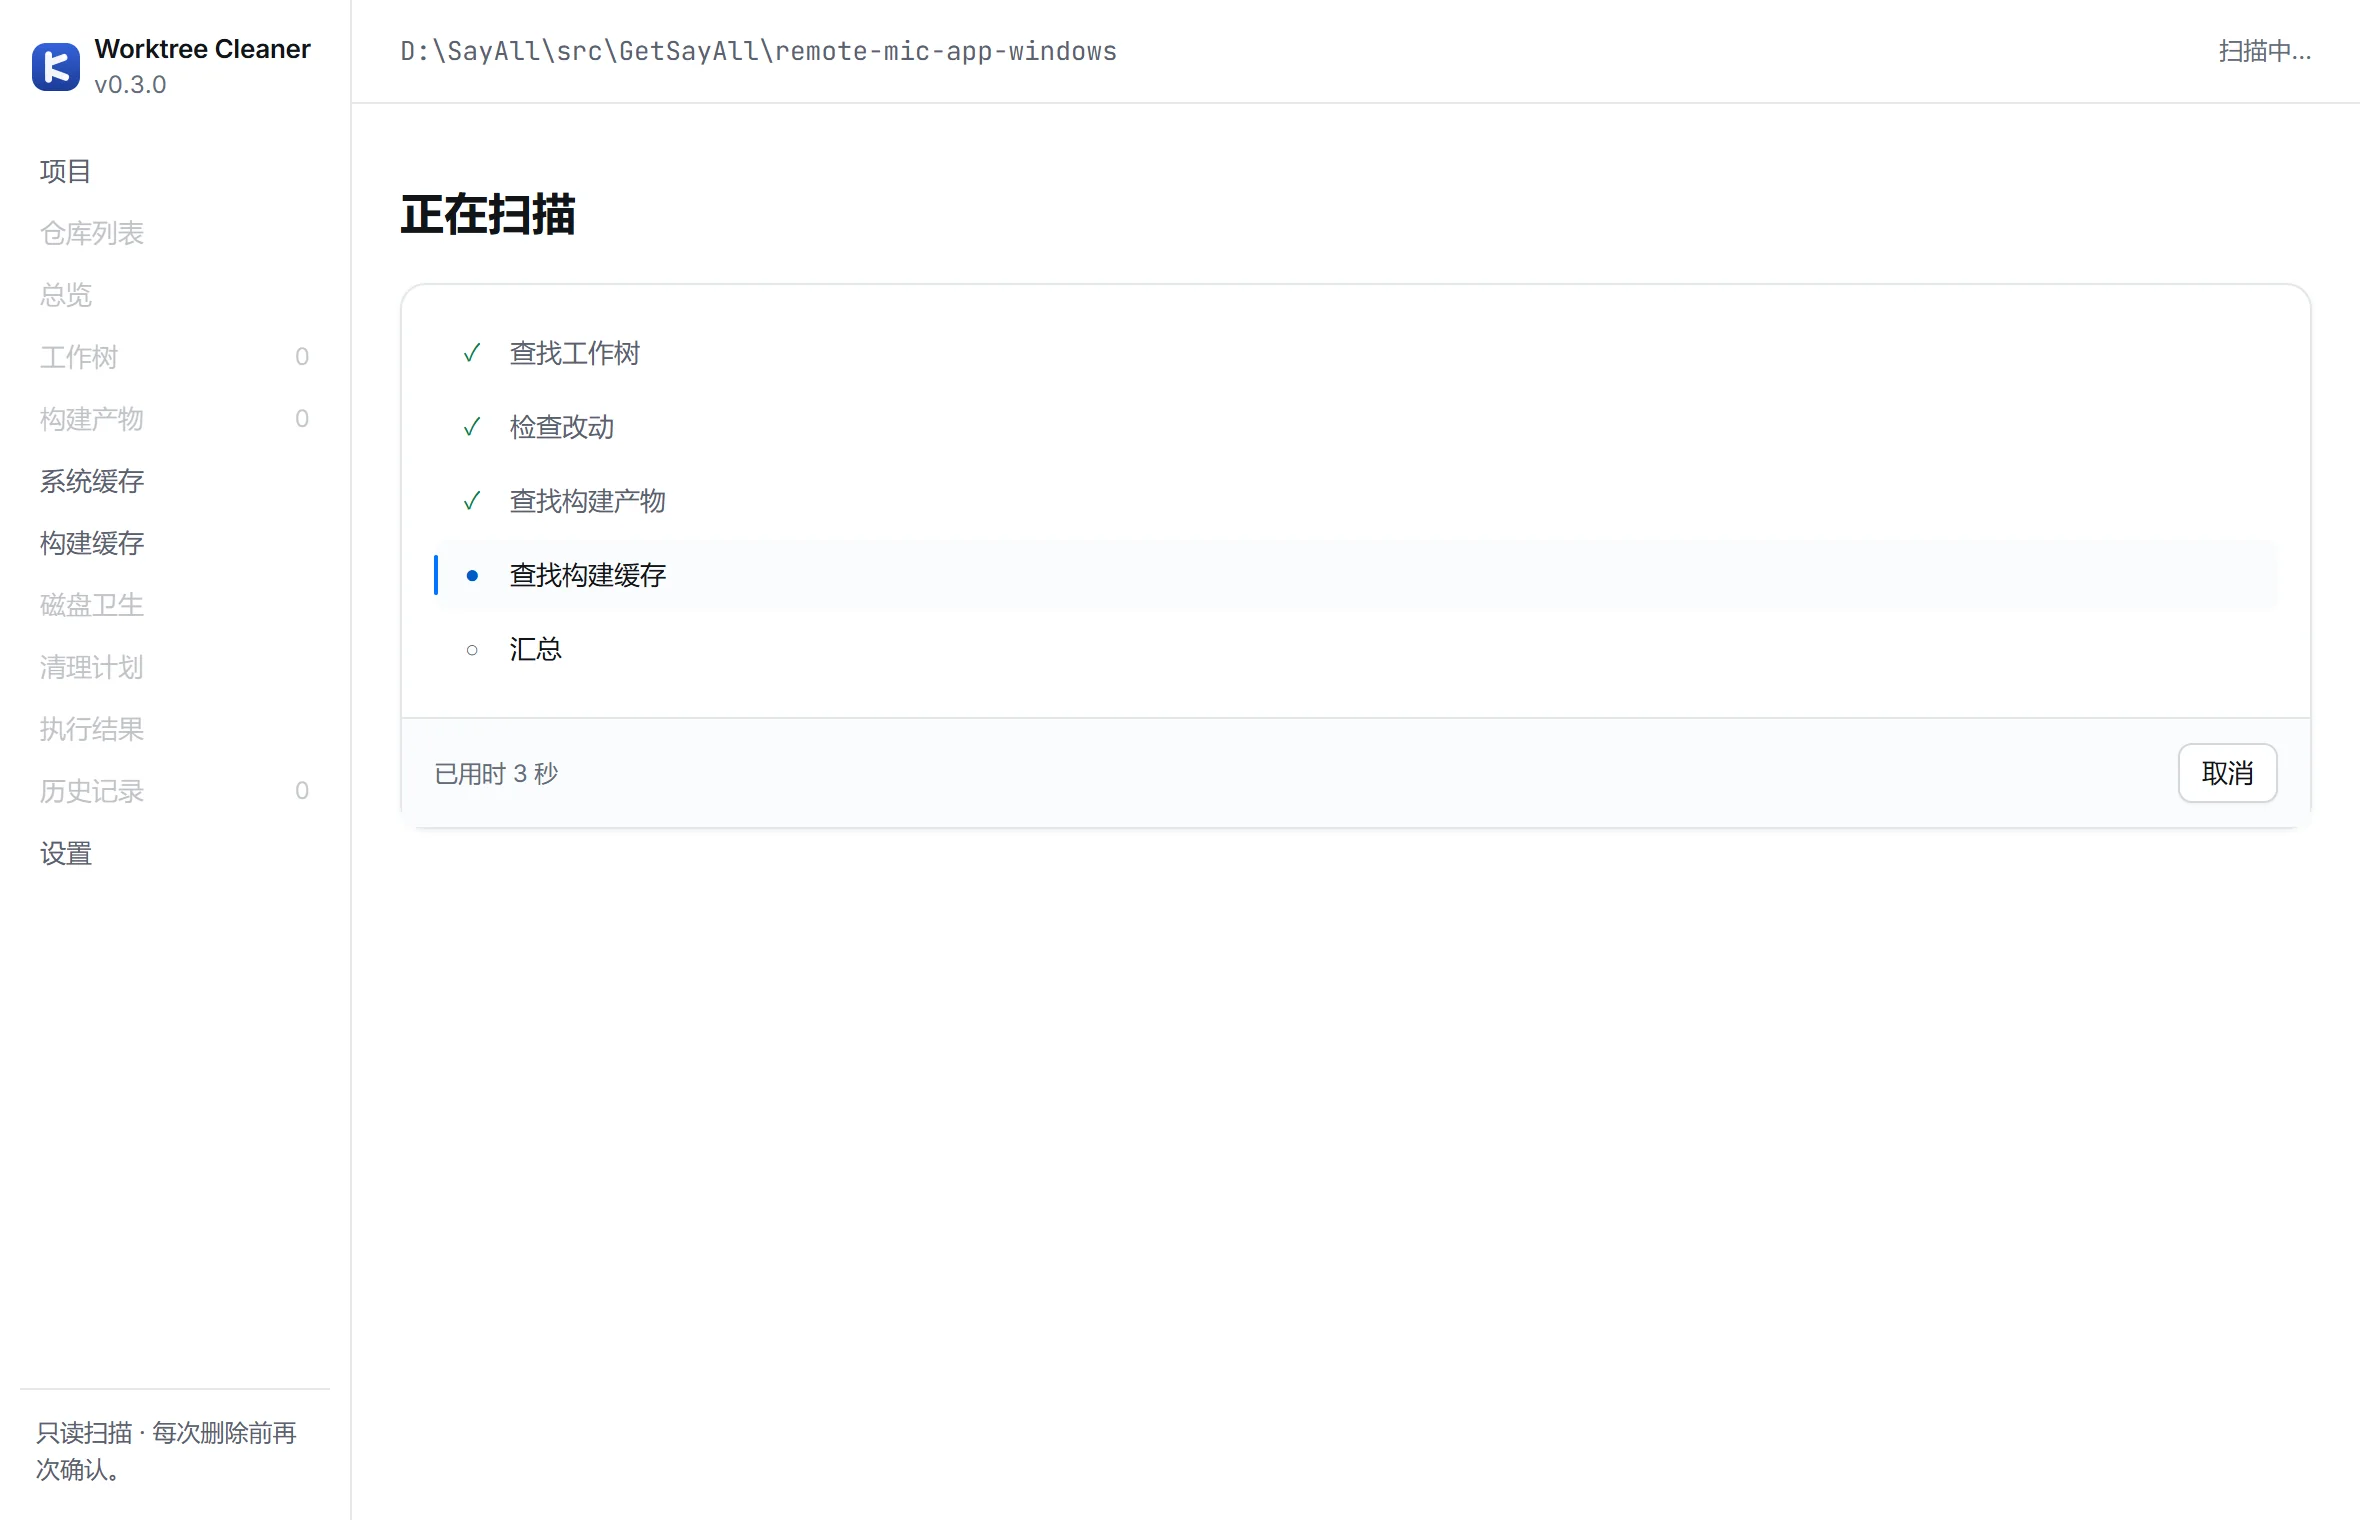 Worktree Cleaner
v0.3.0
项目
仓库列表
总览
工作树 0
构建产物 0
系统缓存
构建缓存
磁盘卫生
清理计划
执行结果
历史记录 0
设置
只读扫描 · 每次删除前再
次确认。
D:\SayAll\src\GetSayAll\remote-mic-app-windows
扫描中...
正在扫描
✓ 查找工作树
✓ 检查改动
✓ 查找构建产物
查找构建缓存
汇总
已用时 3 秒
取消